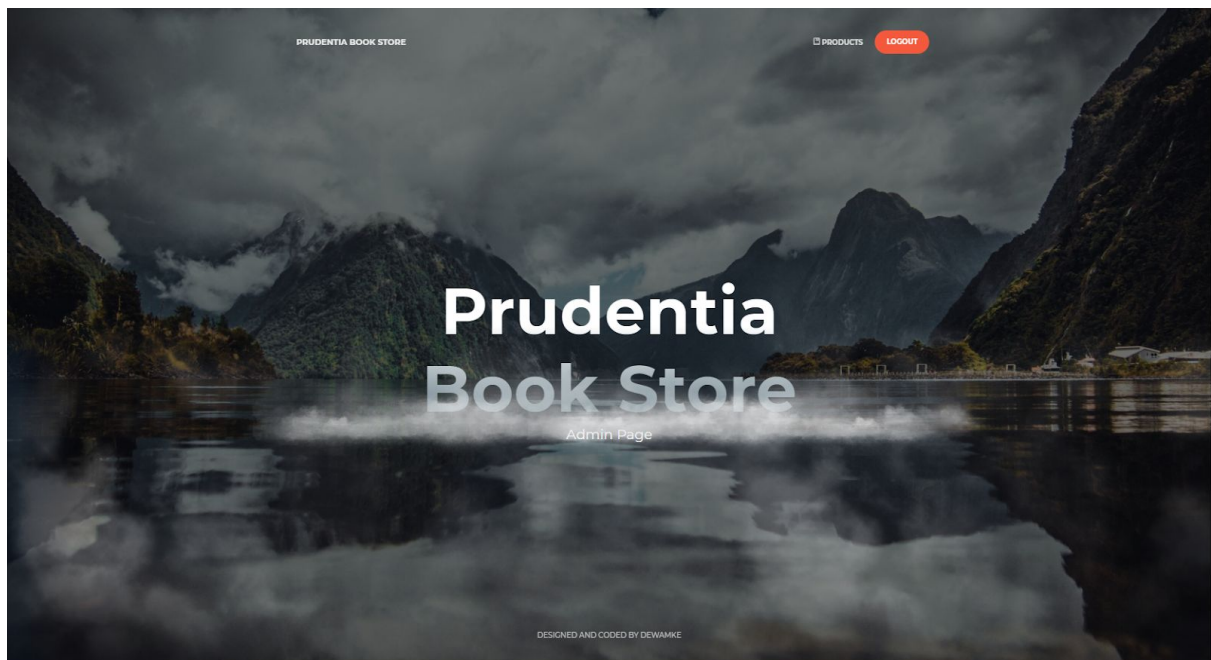 PRUDENTIA BOOK STORE
PRODUCTS
LOGOUT
Prudentia
Book Store
Admin Page
DESIGNED AND CODED BY DEWAMKE